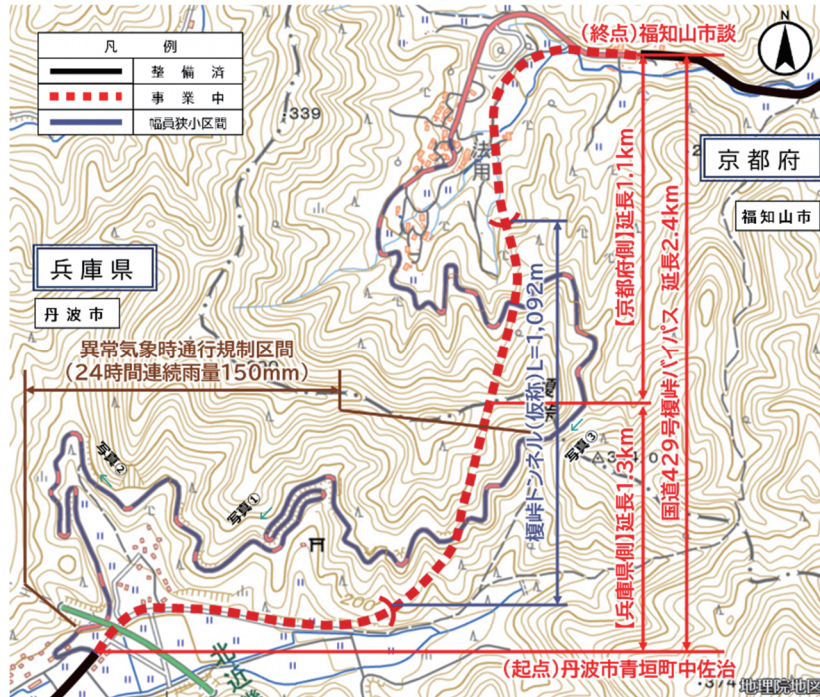 凡 例
整 備 済
事 業 中
幅員狭小区間
(終点)福知山市談
N
339
法用
京都府
福知山市
兵庫県
丹波市
【京都府側】延長1.1km
国道429号榎峠バイパス 延長2.4km
榎峠トンネル(仮称)L=1,092m
異常気象時通行規制区間
(24時間連続雨量150mm)
写真②
写真①
写真③
【兵庫県側】延長1.3km
200
北近
(起点)丹波市青垣町中佐治
374
地理院地図